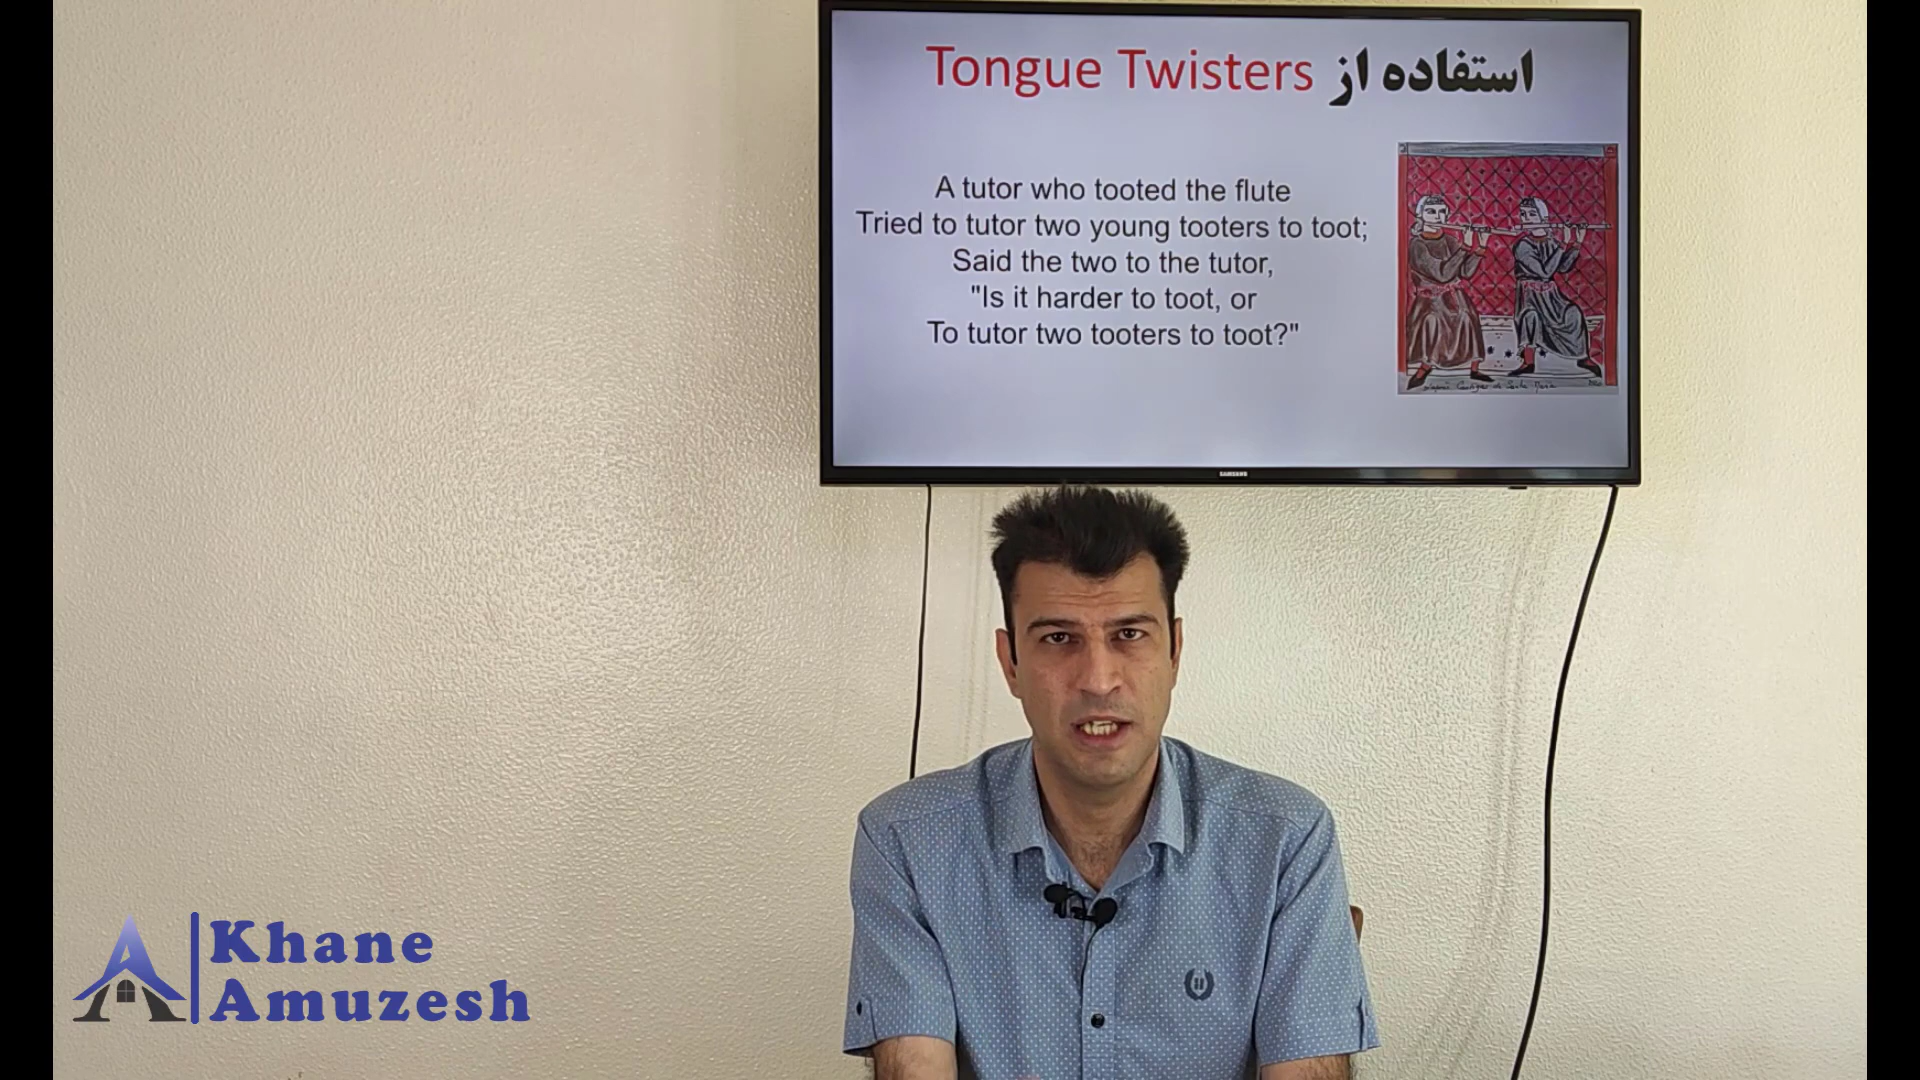 استفاده از Tongue Twisters
A tutor who tooted the flute
Tried to tutor two young tooters to toot;
Said the two to the tutor,
"Is it harder to toot, or
To tutor two tooters to toot?"
SAMSUNG
Khane
Amuzesh